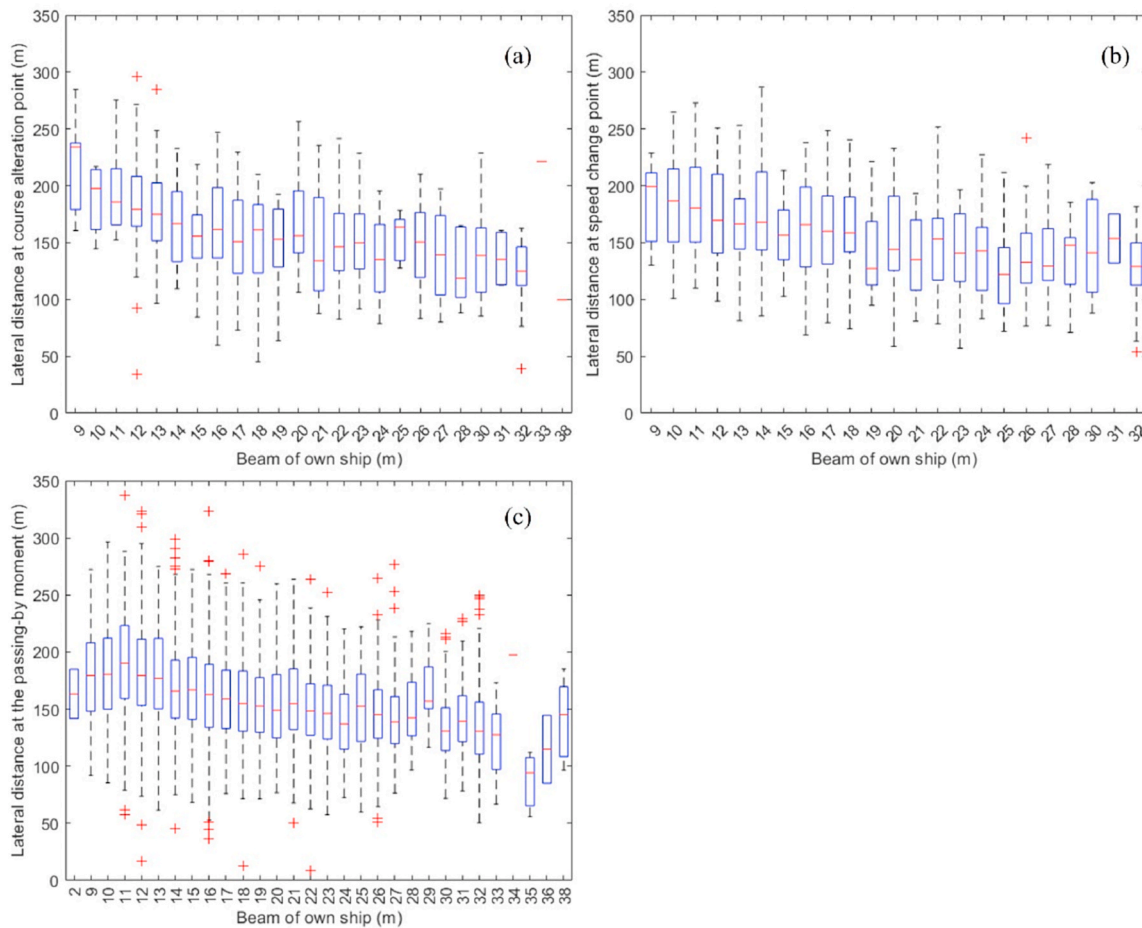 (a)
Lateral distance at course alteration point (m)
350
300
250
200
150
100
50
0
9 10 11 12 13 14 15 16 17 18 19 20 21 22 23 24 25 26 27 28 30 31 32 33 38
Beam of own ship (m)
(b)
Lateral distance at speed change point (m)
350
300
250
200
150
100
50
0
9 10 11 12 13 14 15 16 17 18 19 20 21 22 23 24 25 26 27 28 30 31 32
Beam of own ship (m)
(c)
Lateral distance at the passing-by moment (m)
350
300
250
200
150
100
50
0
2 9 10 11 12 13 14 15 16 17 18 19 20 21 22 23 24 25 26 27 28 29 30 31 32 33 34 35 36 38
Beam of own ship (m)